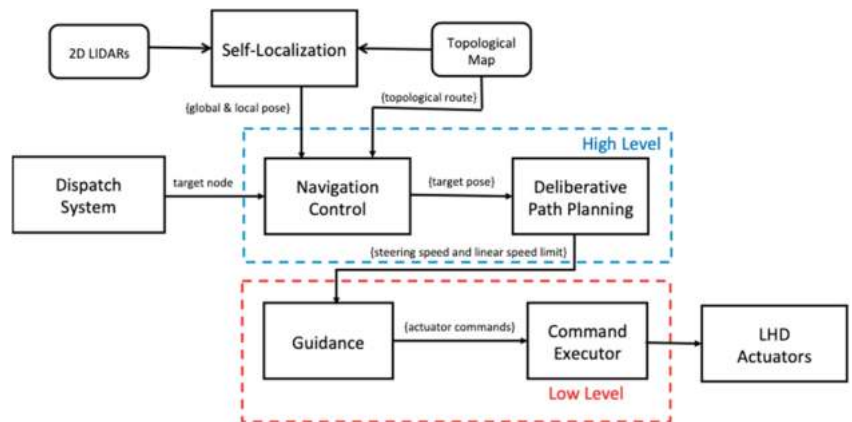 2D LIDARs
Self-Localization
Topological
Map
{global & local pose}
{topological route}
High Level
Dispatch
System
target node
Navigation
Control
{target pose}
Deliberative
Path Planning
{steering speed and linear speed limit}
Guidance
{actuator commands}
Command
Executor
LHD
Actuators
Low Level